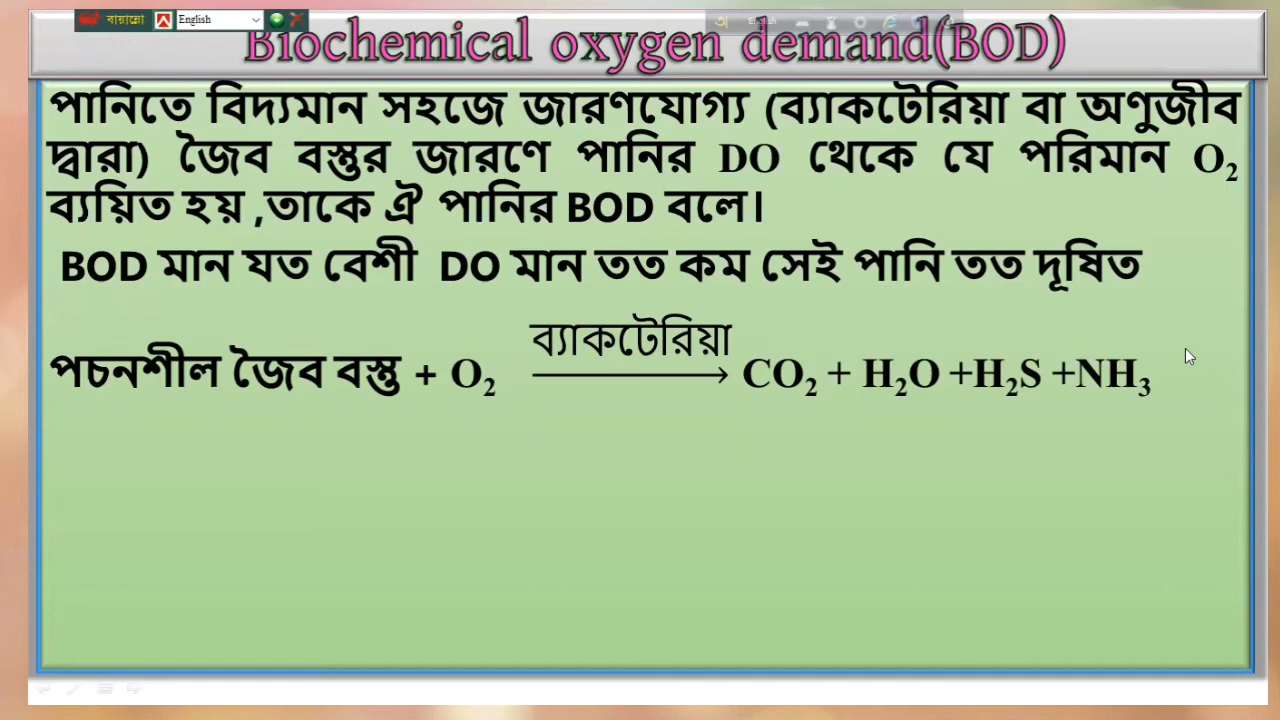 বায়ান্নো English
English
Biochemical oxygen demand(BOD)
পানিতে বিদ্যমান সহজে জারণযোগ্য (ব্যাকটেরিয়া বা অণুজীব
দ্বারা) জৈব বস্তুর জারণে পানির DO থেকে যে পরিমান O₂
ব্যয়িত হয় ,তাকে ঐ পানির BOD বলে।
BOD মান যত বেশী DO মান তত কম সেই পানি তত দূষিত
ব্যাকটেরিয়া
পচনশীল জৈব বস্তু + O₂ ⟶ CO₂ + H₂O +H₂S +NH₃